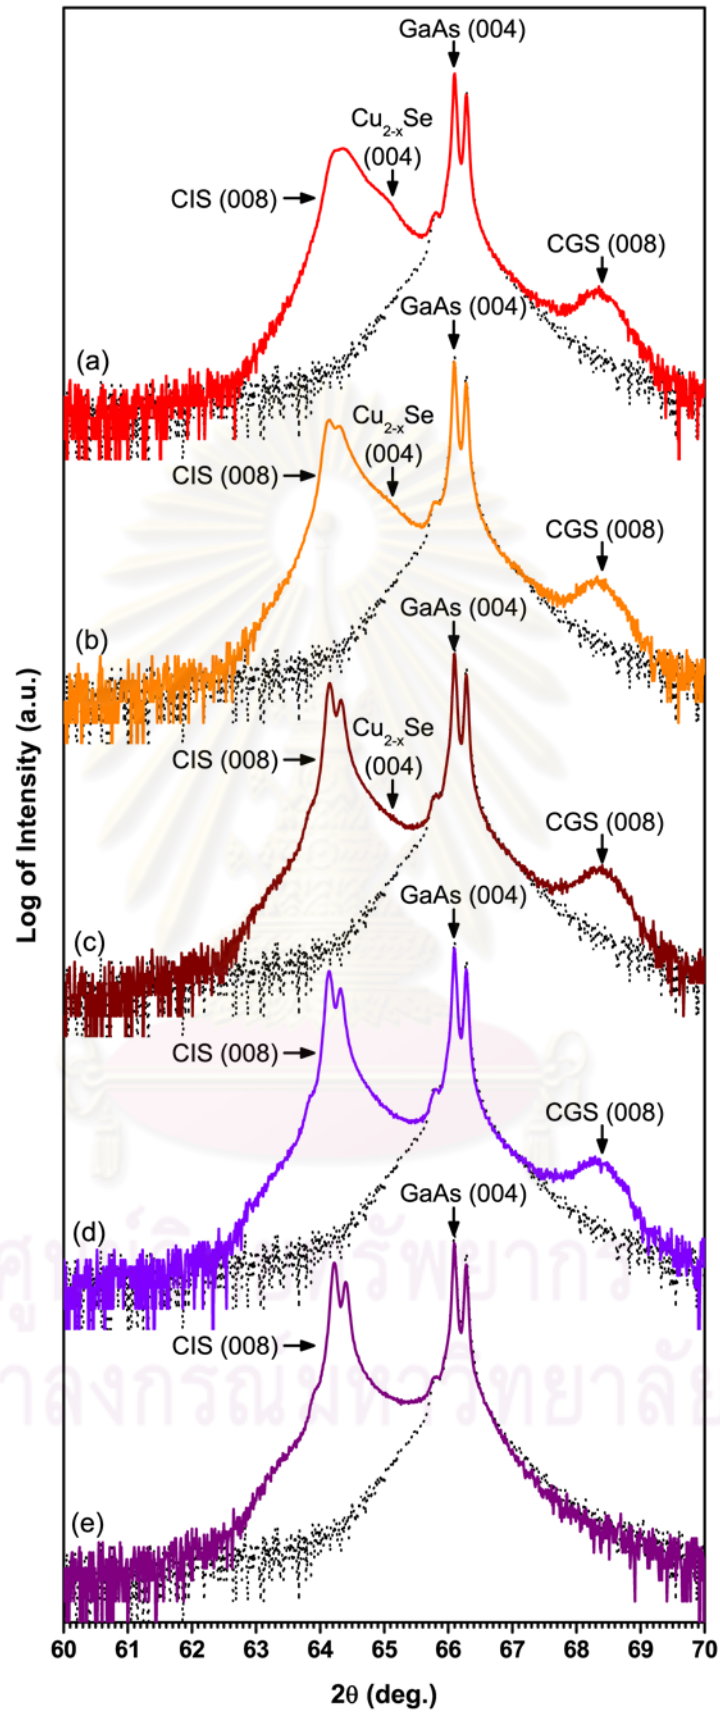 GaAs (004)
Cu2-xSe
(004)
CIS (008)
CGS (008)
(a)
GaAs (004)
Cu2-xSe
(004)
CIS (008)
CGS (008)
(b)
GaAs (004)
Cu2-xSe
(004)
CIS (008)
CGS (008)
(c)
GaAs (004)
CIS (008)
CGS (008)
(d)
GaAs (004)
CIS (008)
(e)
Log of Intensity (a.u.)
60 61 62 63 64 65 66 67 68 69 70
2θ (deg.)